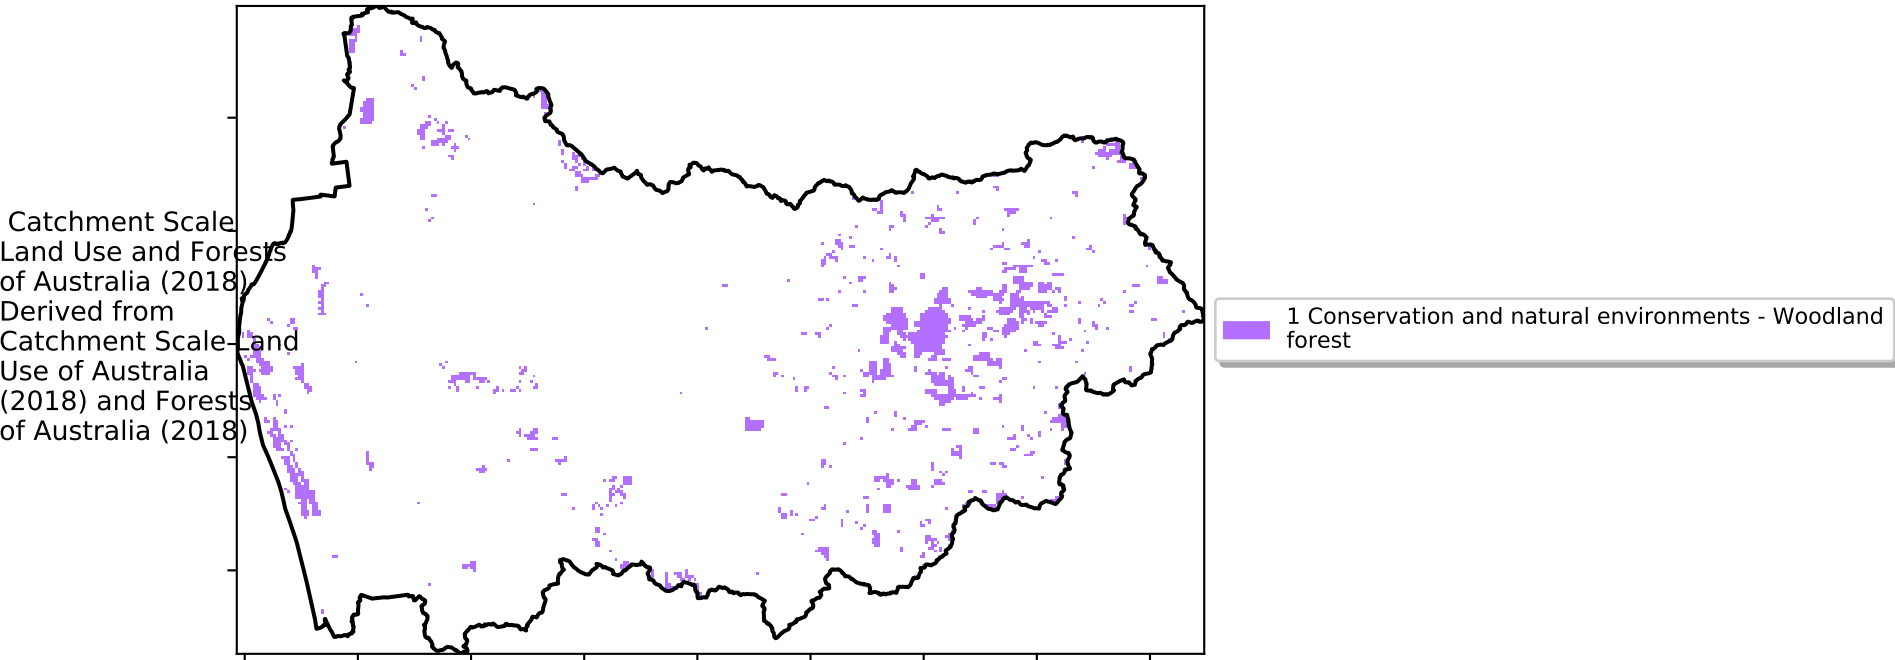 Catchment Scale
Land Use and Forests
of Australia (2018)
Derived from
Catchment Scale Land
Use of Australia
(2018) and Forests
of Australia (2018)
1 Conservation and natural environments - Woodland
forest